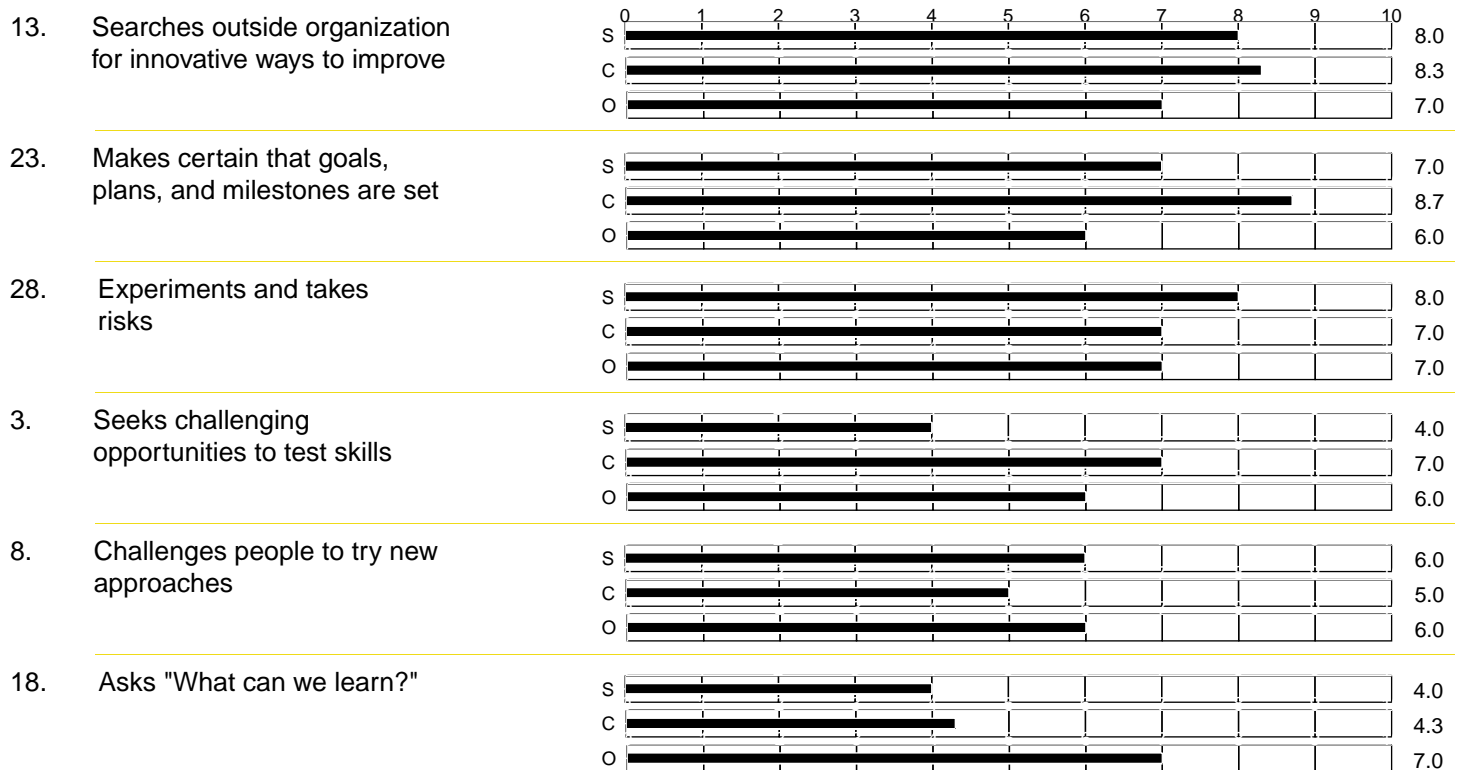 0 1 2 3 4 5 6 7 8 9 10
13. Searches outside organization
for innovative ways to improve
S 8.0
C 8.3
O 7.0
23. Makes certain that goals,
plans, and milestones are set
S 7.0
C 8.7
O 6.0
28. Experiments and takes
risks
S 8.0
C 7.0
O 7.0
3. Seeks challenging
opportunities to test skills
S 4.0
C 7.0
O 6.0
8. Challenges people to try new
approaches
S 6.0
C 5.0
O 6.0
18. Asks "What can we learn?"
S 4.0
C 4.3
O 7.0